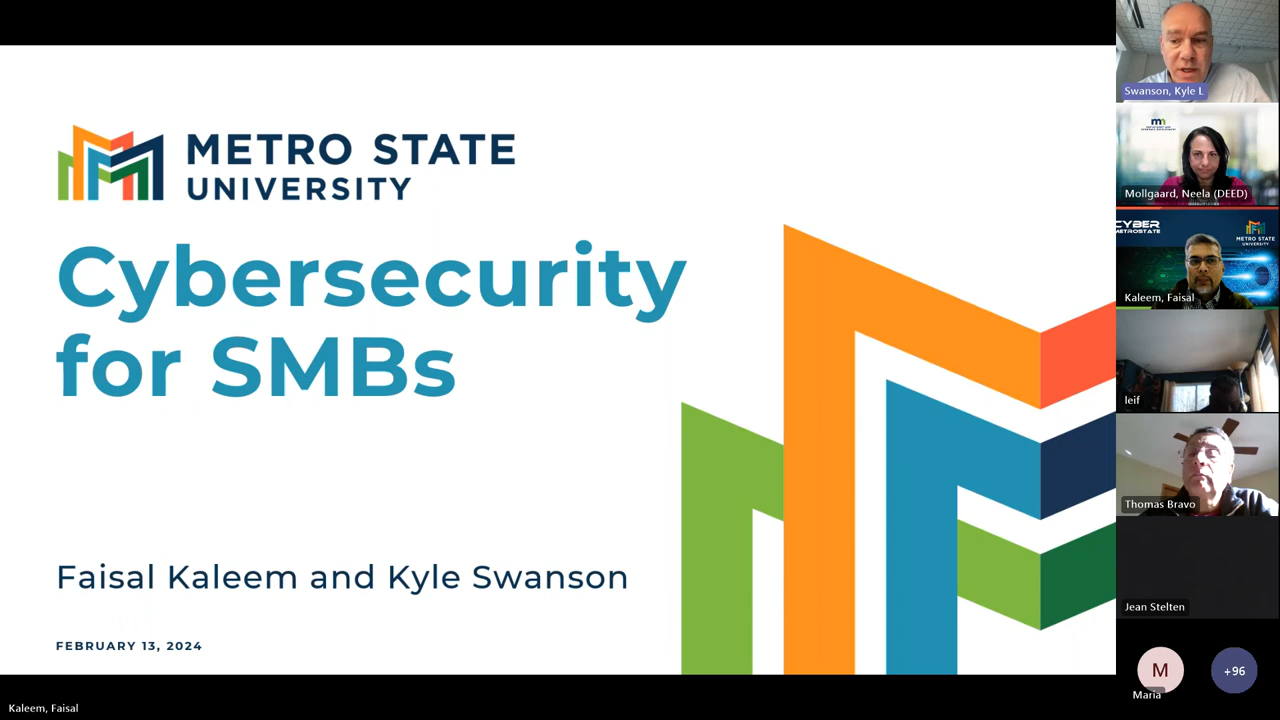 METRO STATE
UNIVERSITY
Cybersecurity
for SMBs
Faisal Kaleem and Kyle Swanson
FEBRUARY 13, 2024
Kaleem, Faisal
Swanson, Kyle L
Mollgaard, Neela (DEED)
CYBER
METROSTATE
METRO STATE
UNIVERSITY
Kaleem, Faisal
leif
Thomas Bravo
Jean Stelten
M
Maria
+96